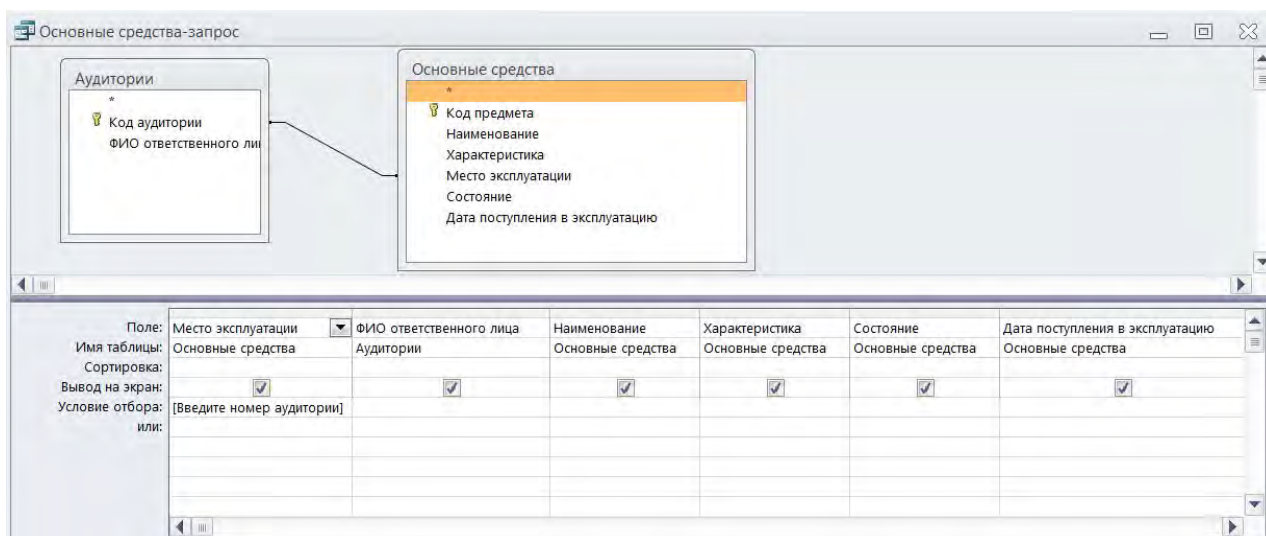 Основные средства-запрос
Аудитории
*
Код аудитории
ФИО ответственного ли
Основные средства
*
Код предмета
Наименование
Характеристика
Место эксплуатации
Состояние
Дата поступления в эксплуатацию
Поле: Место эксплуатации ФИО ответственного лица Наименование Характеристика Состояние Дата поступления в эксплуатацию
Имя таблицы: Основные средства Аудитории Основные средства Основные средства Основные средства Основные средства
Сортировка:
Вывод на экран:
Условие отбора: [Введите номер аудитории]
или: